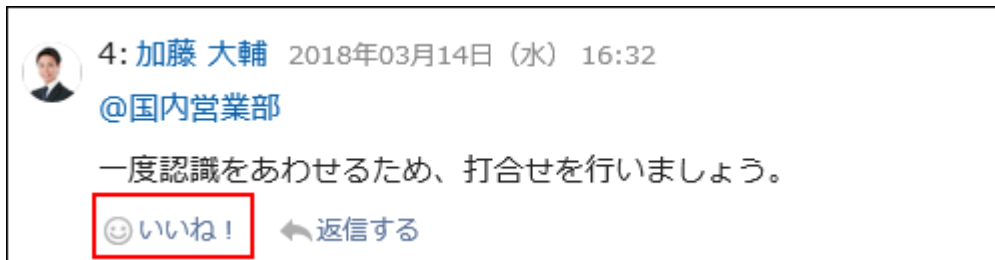 4: 加藤 大輔 2018年03月14日（水） 16:32
@国内営業部
一度認識をあわせるため、打合せを行いましょう。
いいね！ 返信する